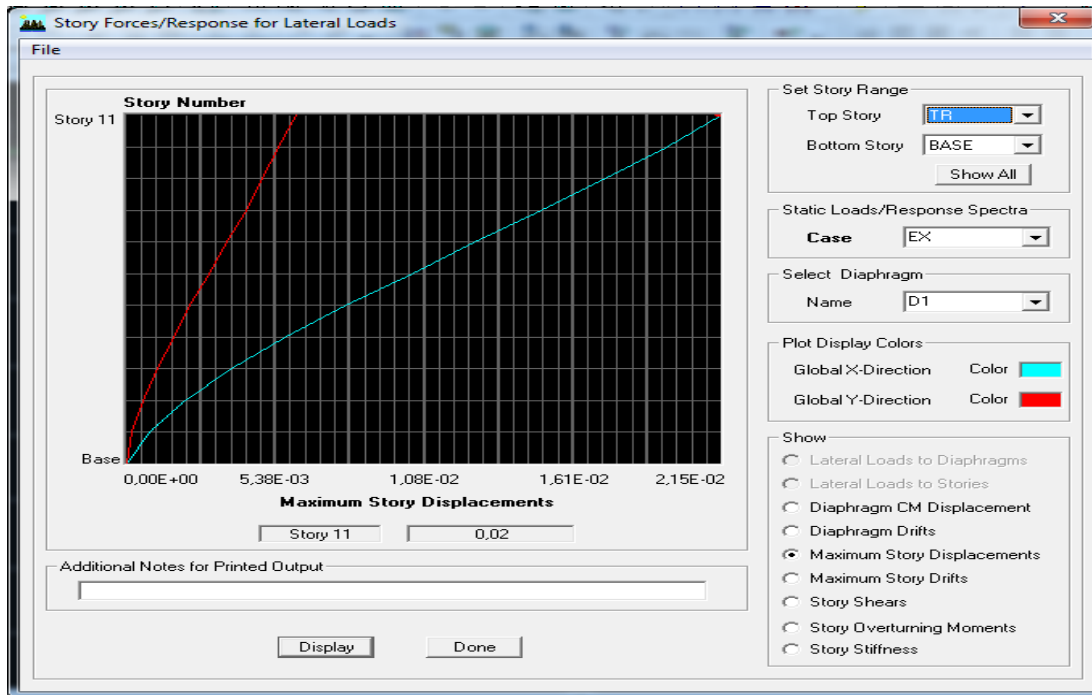 Story Forces/Response for Lateral Loads
File
Story Number
Story 11
Base
0,00E+00 5,38E-03 1,08E-02 1,61E-02 2,15E-02
Maximum Story Displacements
Story 11 0,02
Additional Notes for Printed Output
Display Done
Set Story Range
Top Story TR
Bottom Story BASE
Show All
Static Loads/Response Spectra
Case EX
Select Diaphragm
Name D1
Plot Display Colors
Global X-Direction Color
Global Y-Direction Color
Show
Lateral Loads to Diaphragms
Lateral Loads to Stories
Diaphragm CM Displacement
Diaphragm Drifts
Maximum Story Displacements
Maximum Story Drifts
Story Shears
Story Overturning Moments
Story Stiffness